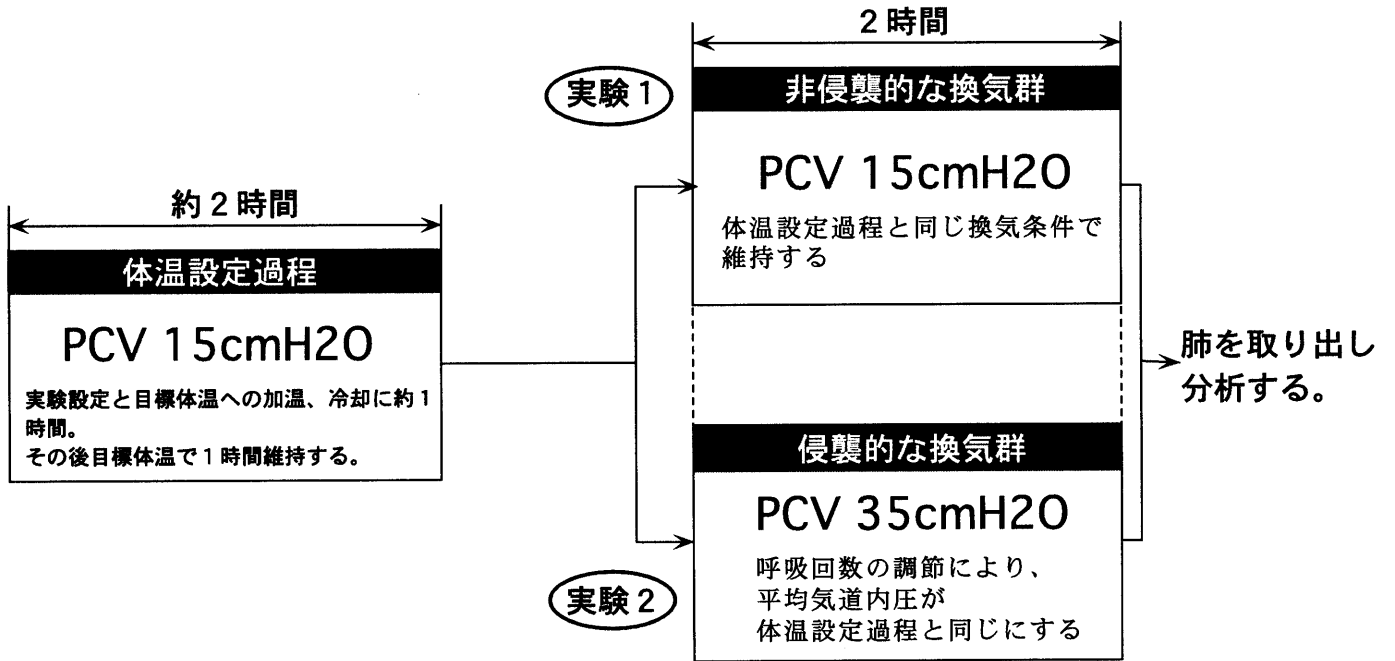 約2時間
体温設定過程
PCV 15cmH2O
実験設定と目標体温への加温、冷却に約1
時間。
その後目標体温で1時間維持する。
2時間
実験1
非侵襲的な換気群
PCV 15cmH2O
体温設定過程と同じ換気条件で
維持する
侵襲的な換気群
PCV 35cmH2O
呼吸回数の調節により、
平均気道内圧が
体温設定過程と同じにする
実験2
肺を取り出し
分析する。